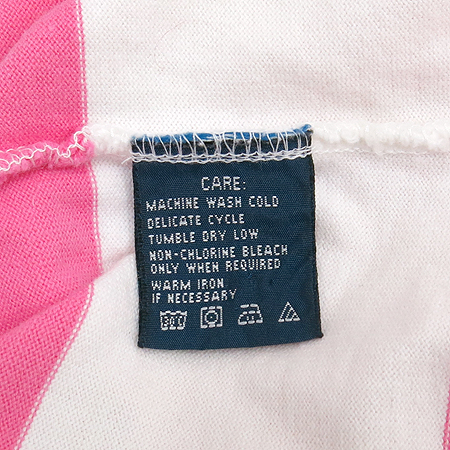 CARE:
MACHINE WASH COLD
DELICATE CYCLE
TUMBLE DRY LOW
NON-CHLORINE BLEACH
ONLY WHEN REQUIRED
WARM IRON
IF NECESSARY